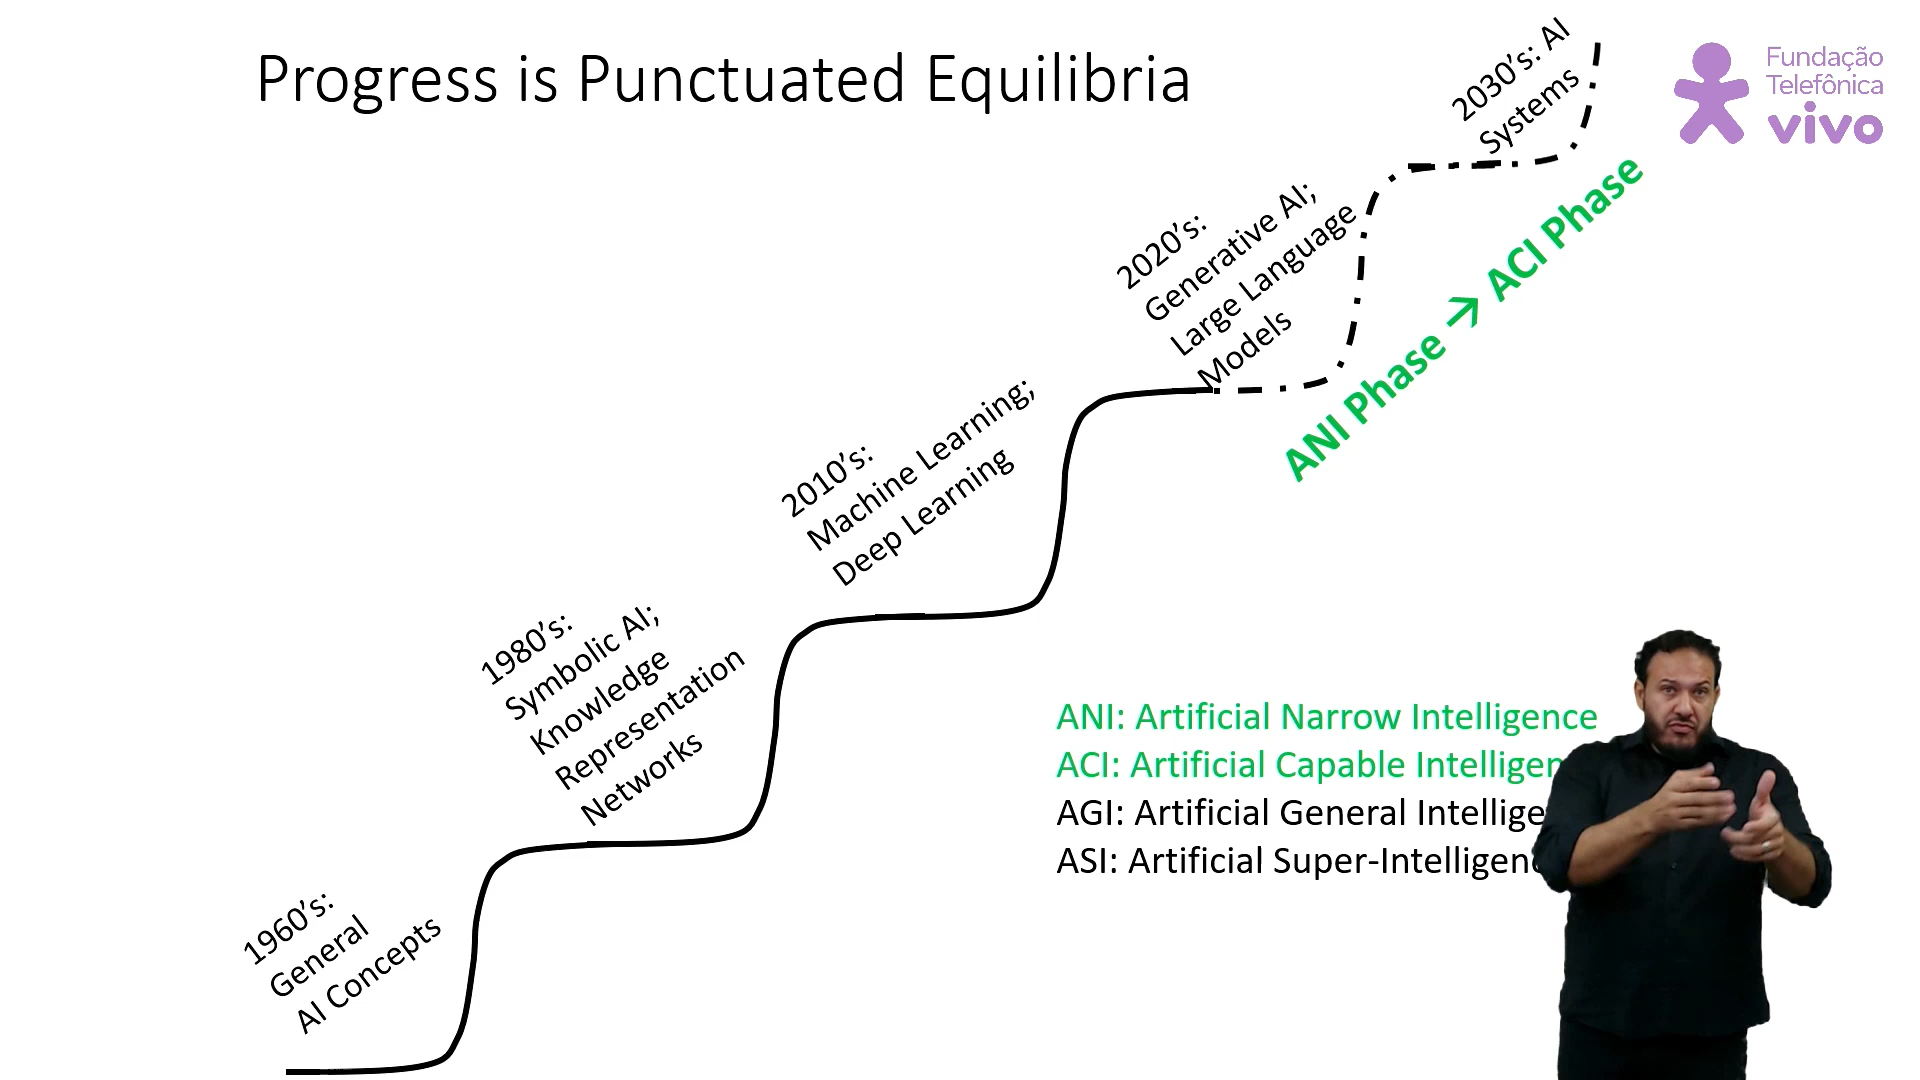 Progress is Punctuated Equilibria
Fundação
Telefônica
vivo
2030’s: AI
Systems
2020’s:
Generative AI;
Large Language
Models
ANI Phase → ACI Phase
2010’s:
Machine Learning;
Deep Learning
1980’s:
Symbolic AI;
Knowledge
Representation
Networks
1960’s:
General
AI Concepts
ANI: Artificial Narrow Intelligence
ACI: Artificial Capable
AGI: Artificial General
ASI: Artificial